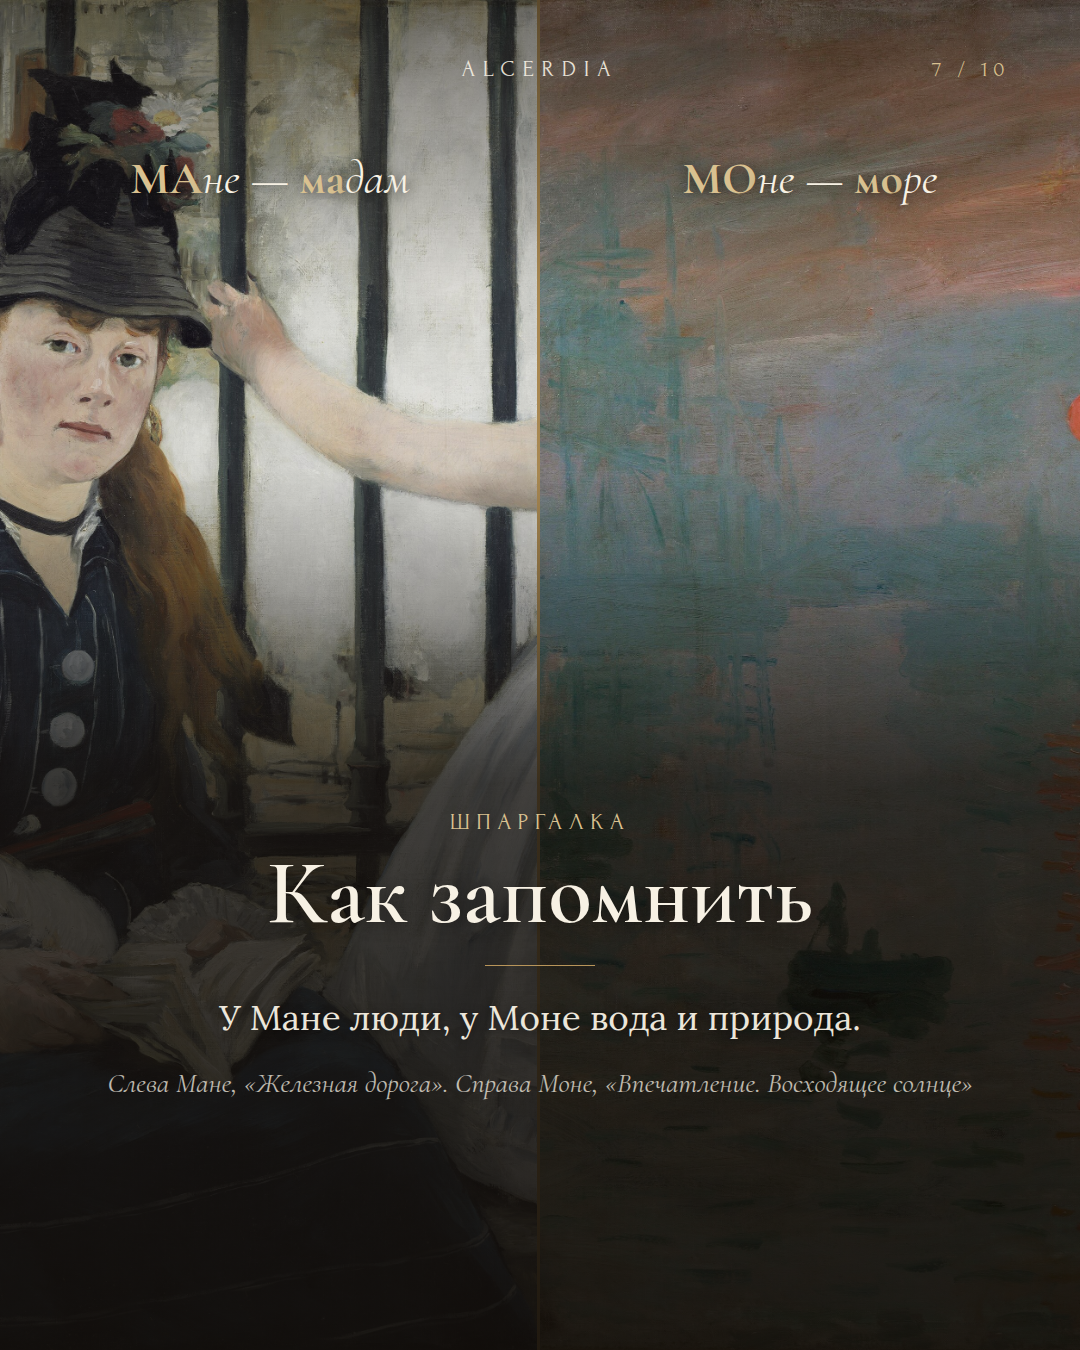 ALCERDIA
7 / 10
МАне — мадам
МОне — море
ШПАРГАЛКА
Как запомнить
У Мане люди, у Моне вода и природа.
Слева Мане, «Железная дорога». Справа Моне, «Впечатление. Восходящее солнце»